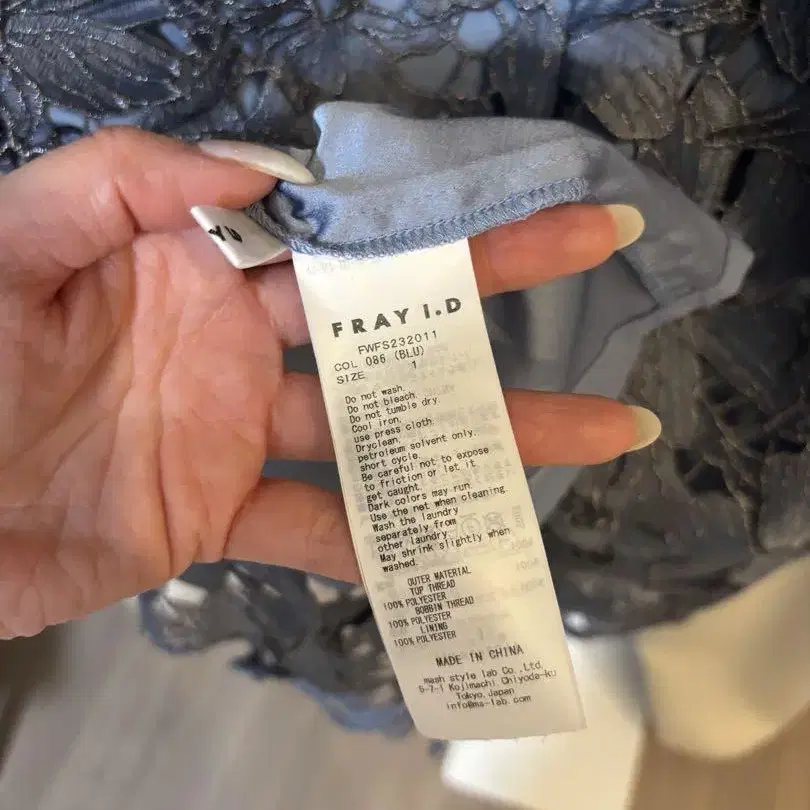 FRAY I.D
FWFS232011
COL 086 (BLU)
SIZE 1
Do not wash.
Do not bleach.
Do not tumble dry.
Cool iron.
use press cloth.
Dryclean.
petroleum solvent only.
short cycle.
Be careful not to expose
to friction or let it
get caught.
Dark colors may run.
Use the net when cleaning.
Wash the laundry
separately from
other laundry.
May shrink slightly when
washed.
OUTER MATERIAL
TOP THREAD
100% POLYESTER
BOBBIN THREAD
100% POLYESTER
LINING
100% POLYESTER
MADE IN CHINA
mash style lab Co., Ltd.
5-7-1 Kojimachi, Chiyoda-ku
Tokyo, Japan
info@ms-lab.com